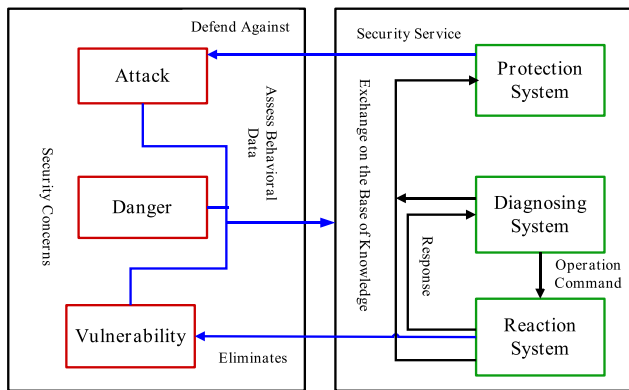 Defend Against
Security Service
Attack
Protection
System
Assess Behavioral
Data
Exchange on the Base of Knowledge
Security Concerns
Danger
Diagnosing
System
Response
Operation
Command
Vulnerability
Eliminates
Reaction
System